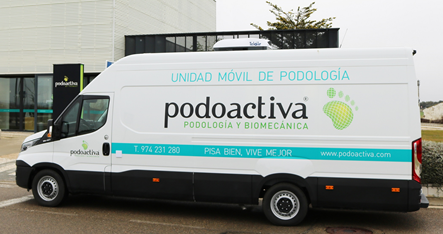 UNIDAD MÓVIL DE PODOLOGÍA
podoactiva®
PODOLOGÍA Y BIOMECÁNICA
T. 974 231 280
PISA BIEN, VIVE MEJOR
www.podoactiva.com
podoactiva
podoactiva